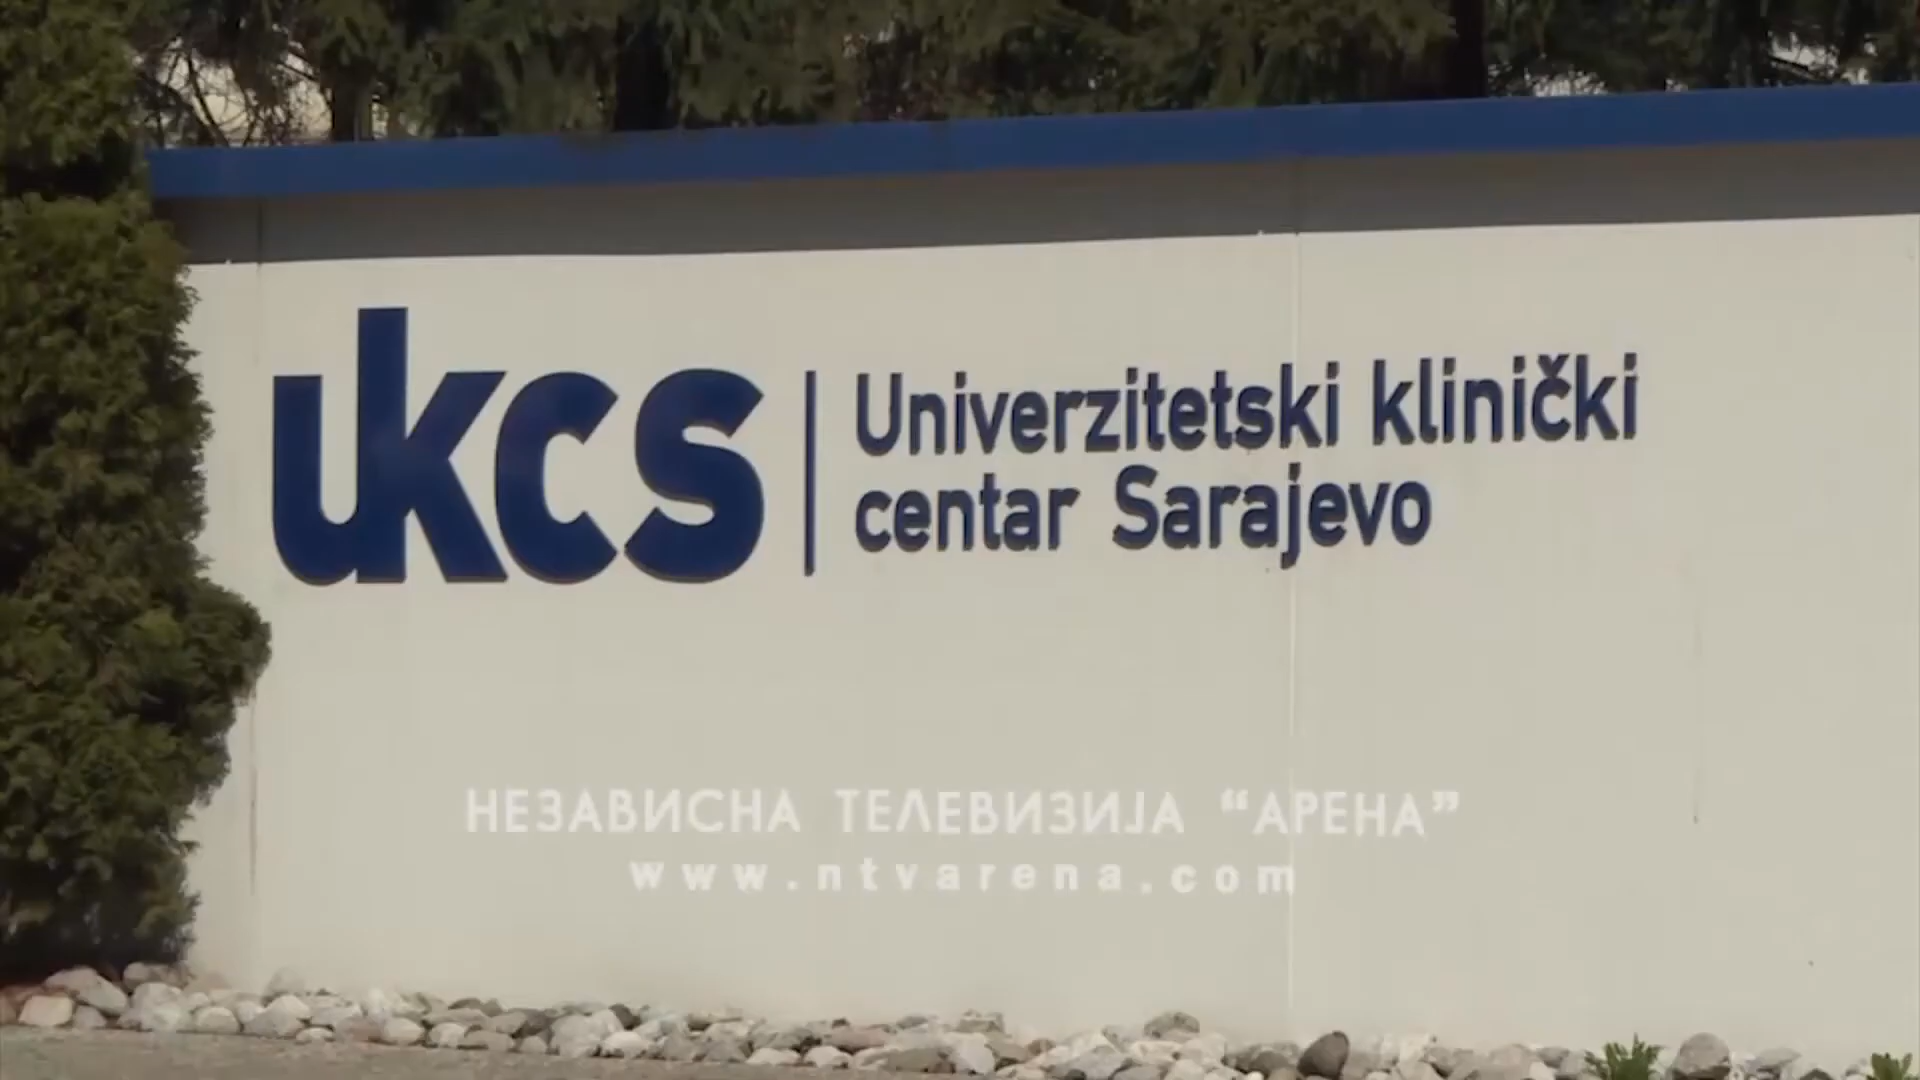 ukcs
Univerzitetski klinički
centar Sarajevo
НЕЗАВИСНА ТЕЛЕВИЗИЈА “АРЕНА”
www.ntvarena.com